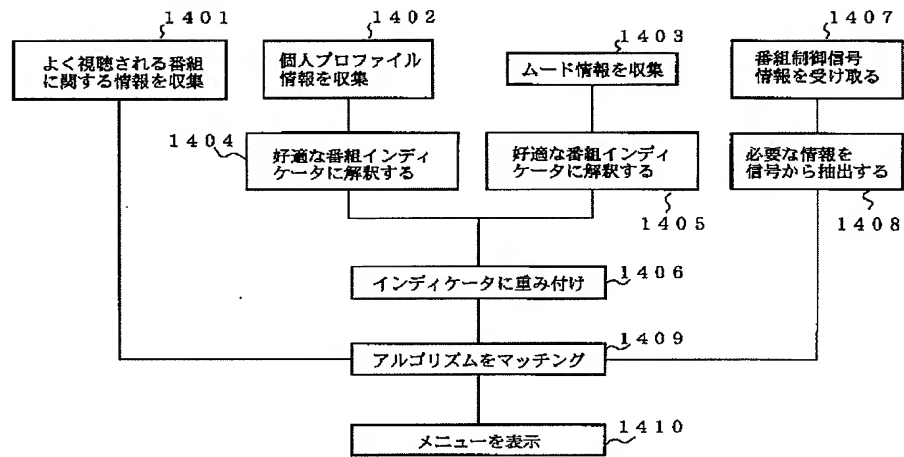 1401
よく視聴される番組
に関する情報を収集
1402
個人プロファイル
情報を収集
1403
ムード情報を収集
1407
番組制御信号
情報を受け取る
1404
好適な番組インディ
ケータに解釈する
好適な番組インディ
ケータに解釈する
1405
必要な情報を
信号から抽出する
1408
インディケータに重み付け
1406
アルゴリズムをマッチング
1409
メニューを表示
1410